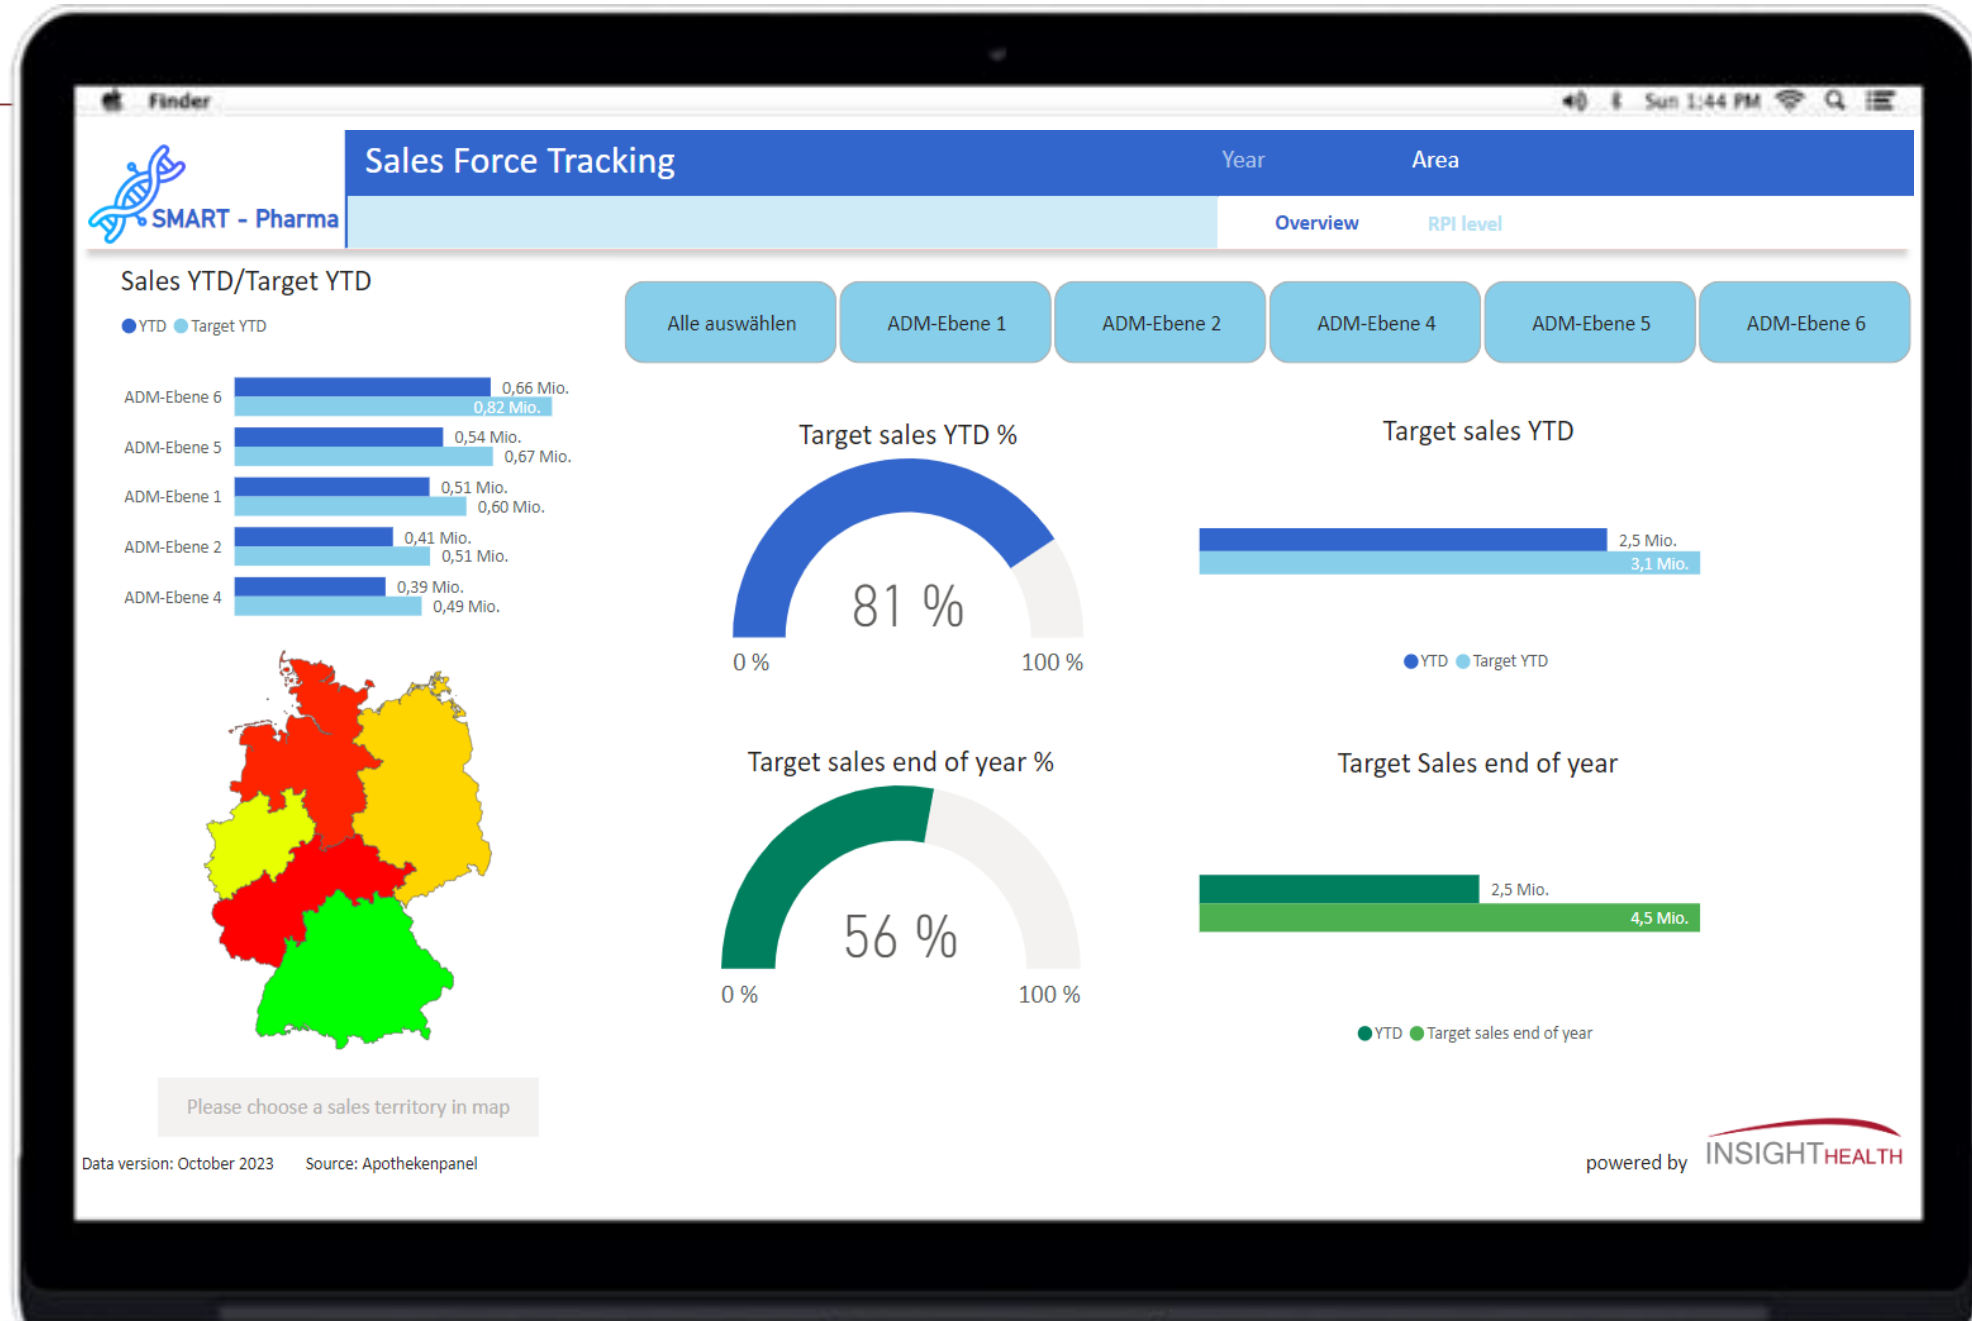 Finder
Sun 1:44 PM
SMART - Pharma
Sales Force Tracking
Year
Area
Overview
RPI level
Sales YTD/Target YTD
YTD
Target YTD
Alle auswählen
ADM-Ebene 1
ADM-Ebene 2
ADM-Ebene 4
ADM-Ebene 5
ADM-Ebene 6
ADM-Ebene 6
0,66 Mio.
0,82 Mio.
ADM-Ebene 5
0,54 Mio.
0,67 Mio.
ADM-Ebene 1
0,51 Mio.
0,60 Mio.
ADM-Ebene 2
0,41 Mio.
0,51 Mio.
ADM-Ebene 4
0,39 Mio.
0,49 Mio.
Target sales YTD %
81 %
0 %
100 %
Target sales YTD
2,5 Mio.
3,1 Mio.
YTD
Target YTD
Target sales end of year %
56 %
0 %
100 %
Target Sales end of year
2,5 Mio.
4,5 Mio.
YTD
Target sales end of year
Please choose a sales territory in map
Data version: October 2023
Source: Apothekenpanel
powered by
INSIGHTHEALTH